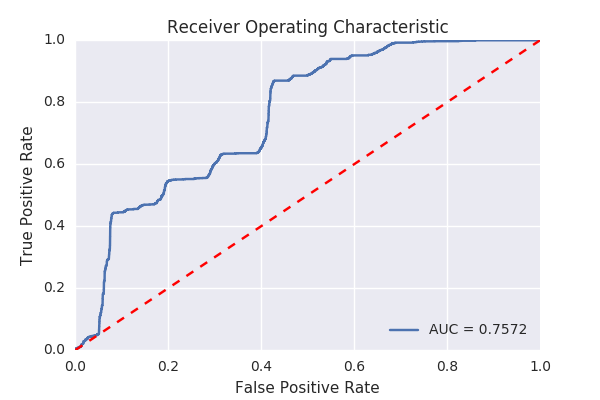 Receiver Operating Characteristic
1.0
0.8
0.6
0.4
0.2
0.0
True Positive Rate
AUC = 0.7572
0.0 0.2 0.4 0.6 0.8 1.0
False Positive Rate